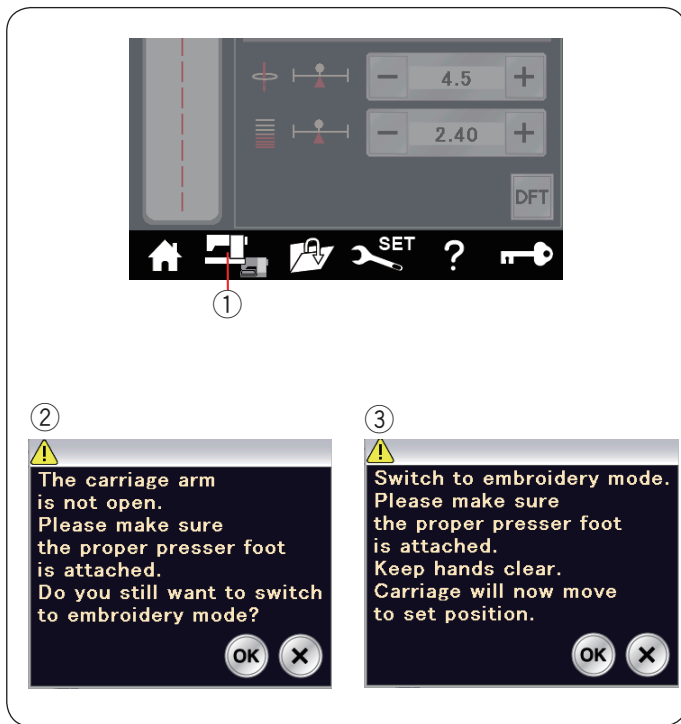 4.5
2.40
DFT
SET
?
①
②
The carriage arm
is not open.
Please make sure
the proper presser foot
is attached.
Do you still want to switch
to embroidery mode?
OK
③
Switch to embroidery mode.
Please make sure
the proper presser foot
is attached.
Keep hands clear.
Carriage will now move
to set position.
OK